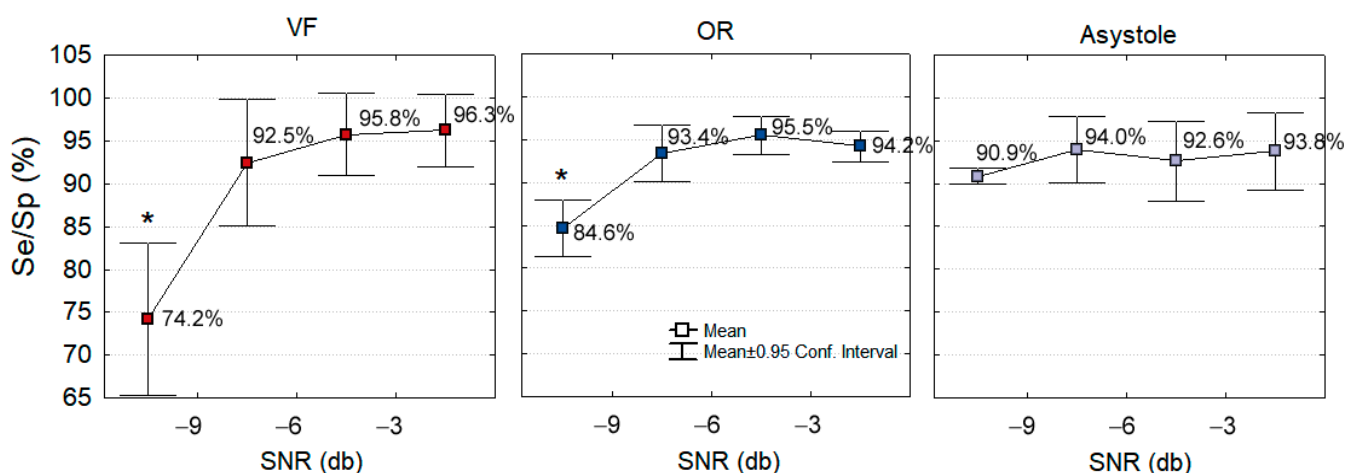 VF
OR
Asystole
Se/Sp (%)
105
100
95
90
85
80
75
70
65
*
74.2%
92.5%
95.8%
96.3%
*
84.6%
93.4%
95.5%
94.2%
Mean
Mean±0.95 Conf. Interval
90.9%
94.0%
92.6%
93.8%
−9 −6 −3
−9 −6 −3
−9 −6 −3
SNR (db)
SNR (db)
SNR (db)